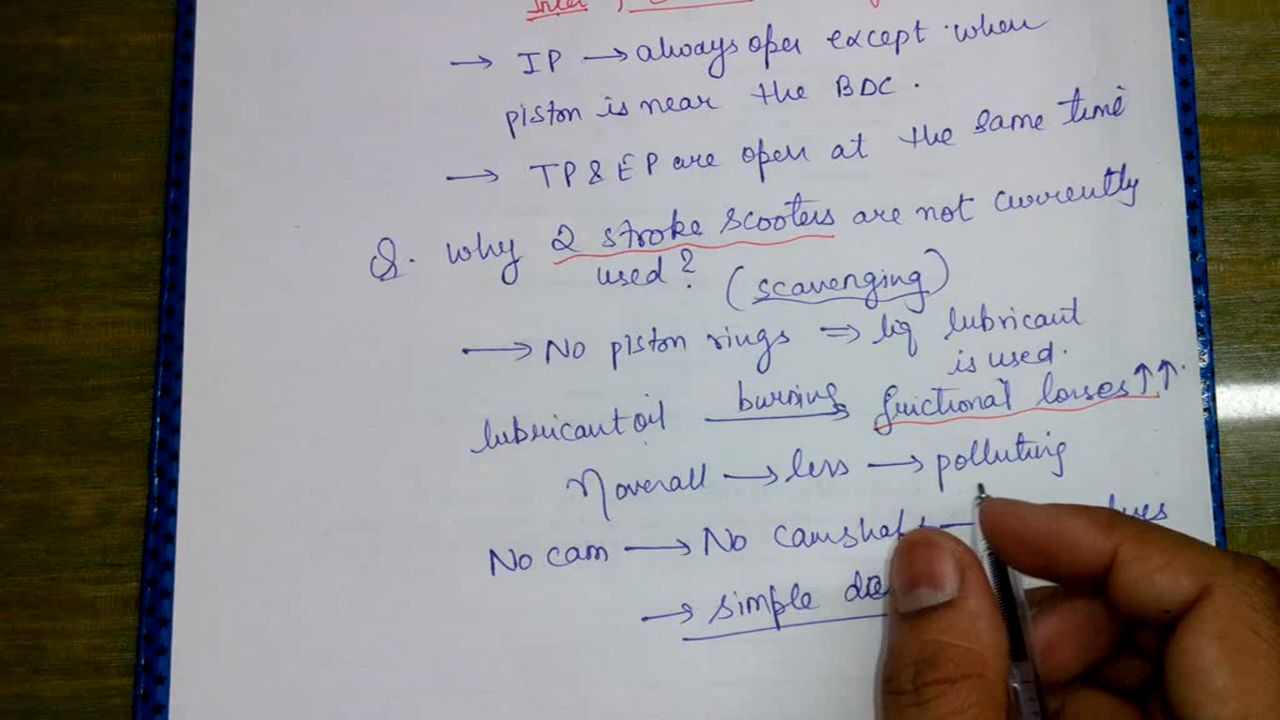 → IP → always open except when
piston is near the BDC.
→ TP & EP are open at the same time
Q. why 2 stroke scooters are not currently
used? (scavenging)
→ No piston rings ⇒ liq lubricant
is used.
lubricant oil burning → frictional losses ↑↑
η overall → less → polluting
No cam → No camshaft
→ simple